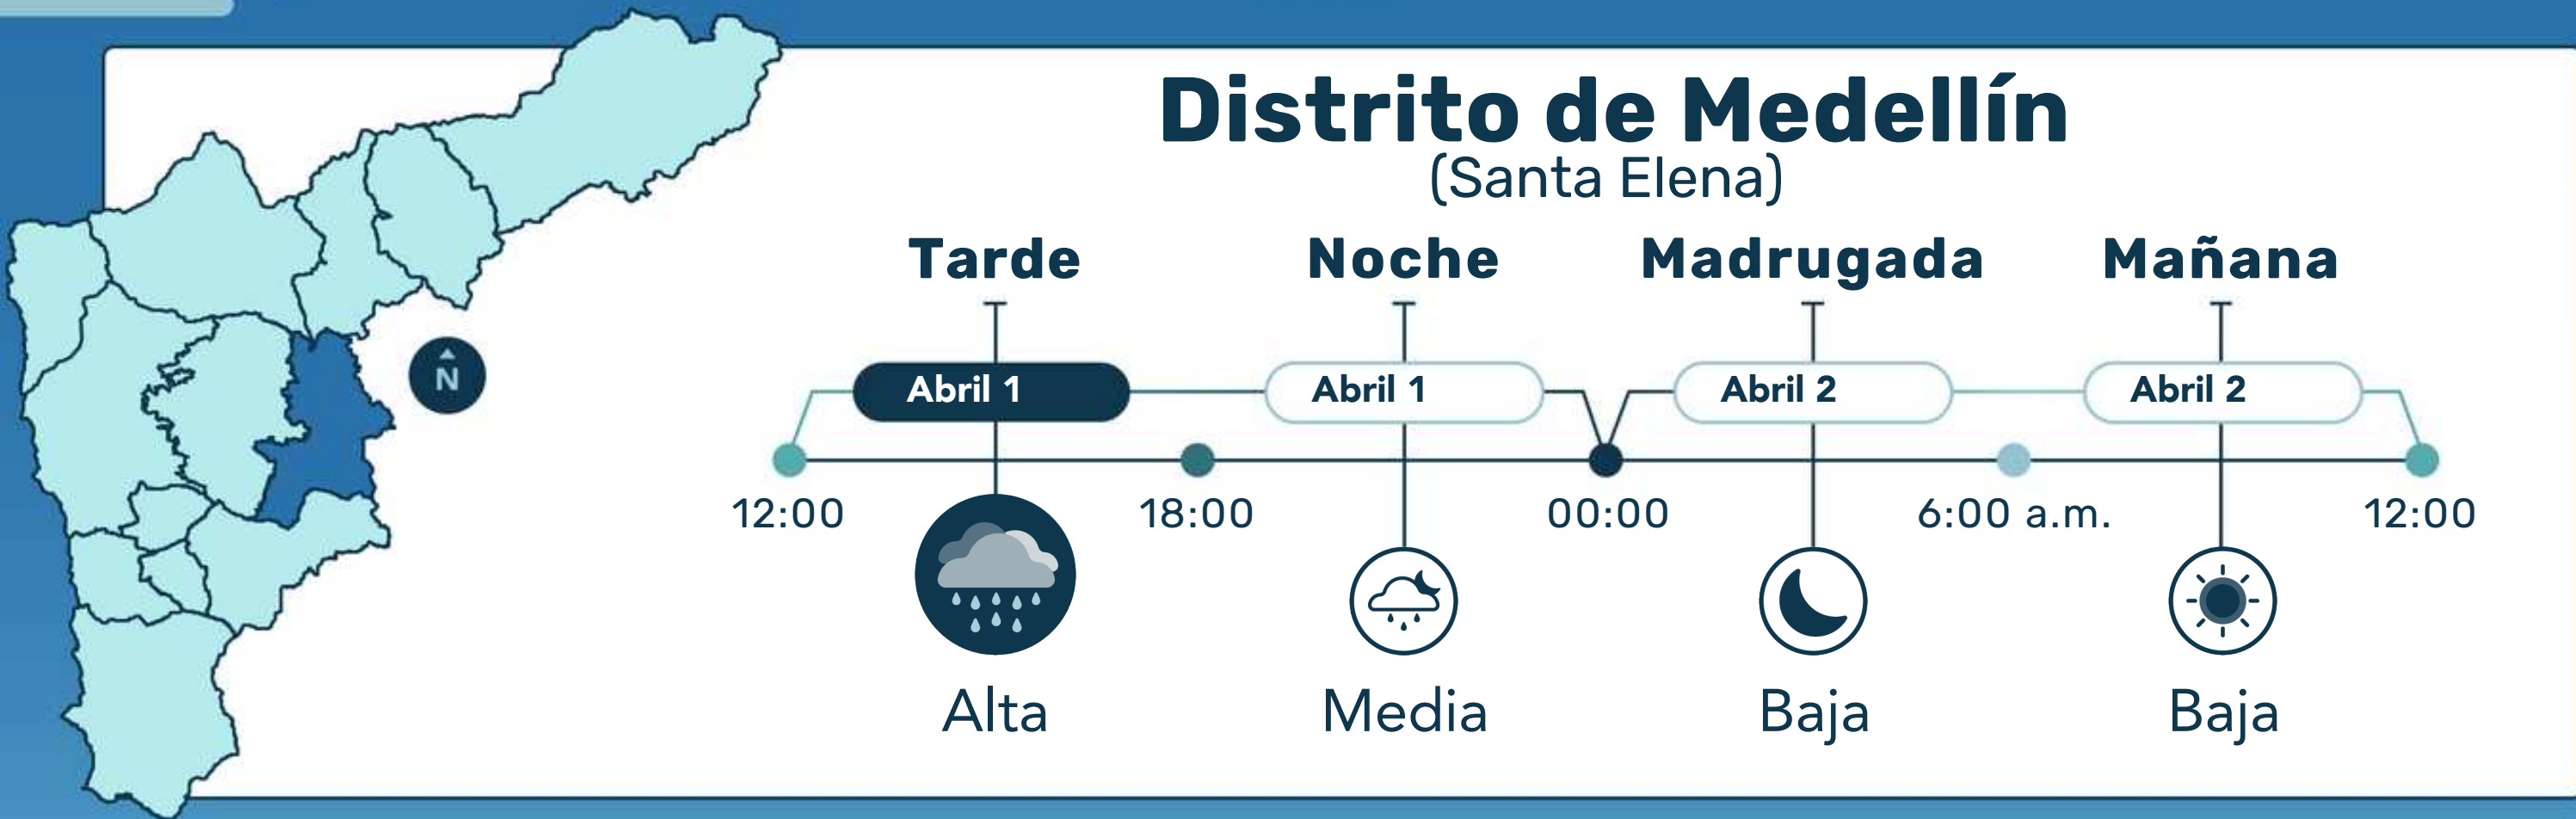 Distrito de Medellín
(Santa Elena)
Tarde Noche Madrugada Mañana
Abril 1 Abril 1 Abril 2 Abril 2
N
12:00 18:00 00:00 6:00 a.m. 12:00
Alta Media Baja Baja